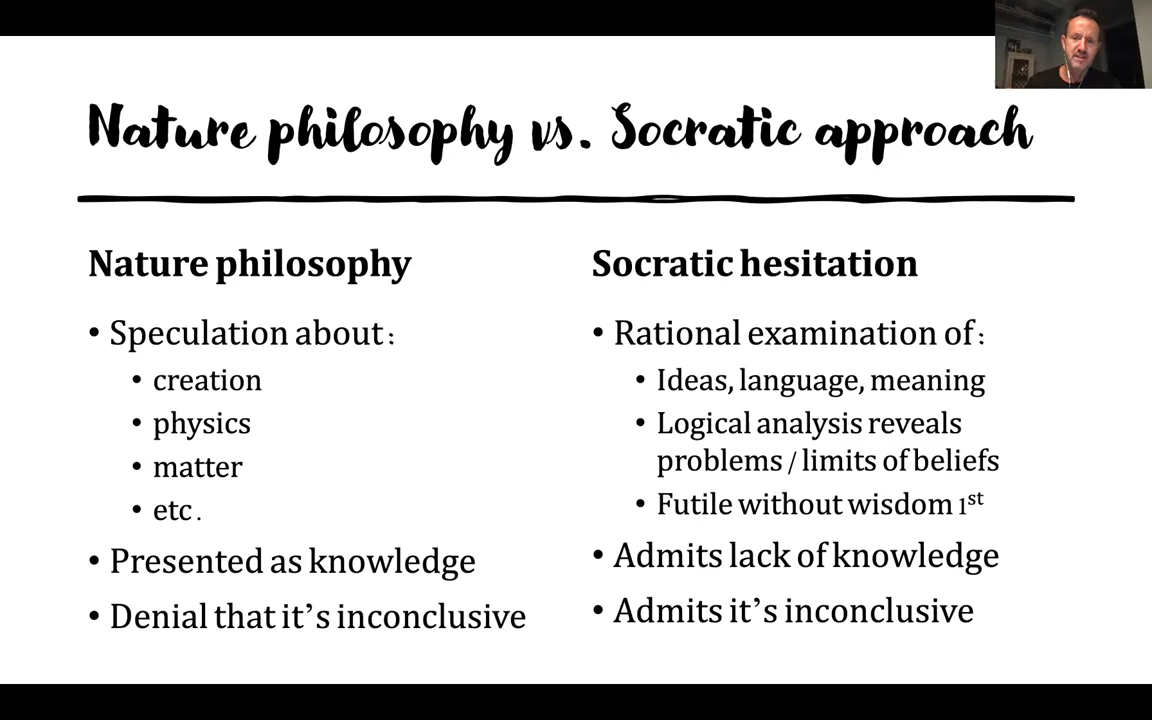 Nature philosophy vs. Socratic approach
Nature philosophy
• Speculation about:
• creation
• physics
• matter
• etc.
• Presented as knowledge
• Denial that it's inconclusive
Socratic hesitation
• Rational examination of:
• Ideas, language, meaning
• Logical analysis reveals
problems / limits of beliefs
• Futile without wisdom 1st
• Admits lack of knowledge
• Admits it's inconclusive